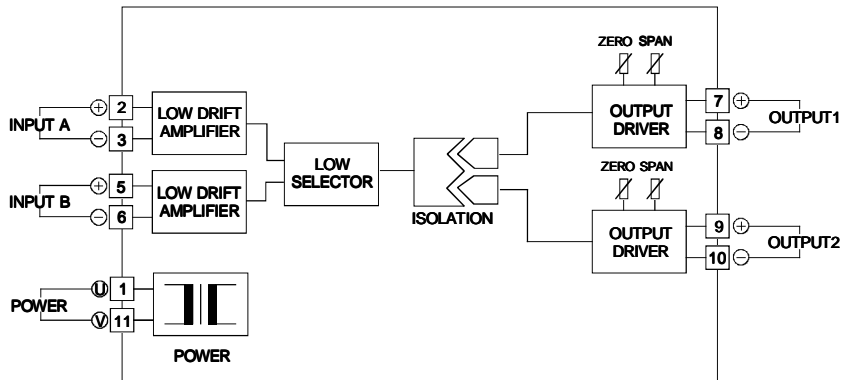 ZERO SPAN
INPUT A
+ 2
- 3
LOW DRIFT
AMPLIFIER
OUTPUT
DRIVER
7 +
8 -
OUTPUT1
LOW
SELECTOR
INPUT B
+ 5
- 6
LOW DRIFT
AMPLIFIER
ISOLATION
ZERO SPAN
OUTPUT
DRIVER
9 +
10 -
OUTPUT2
POWER
U 1
V 11
POWER